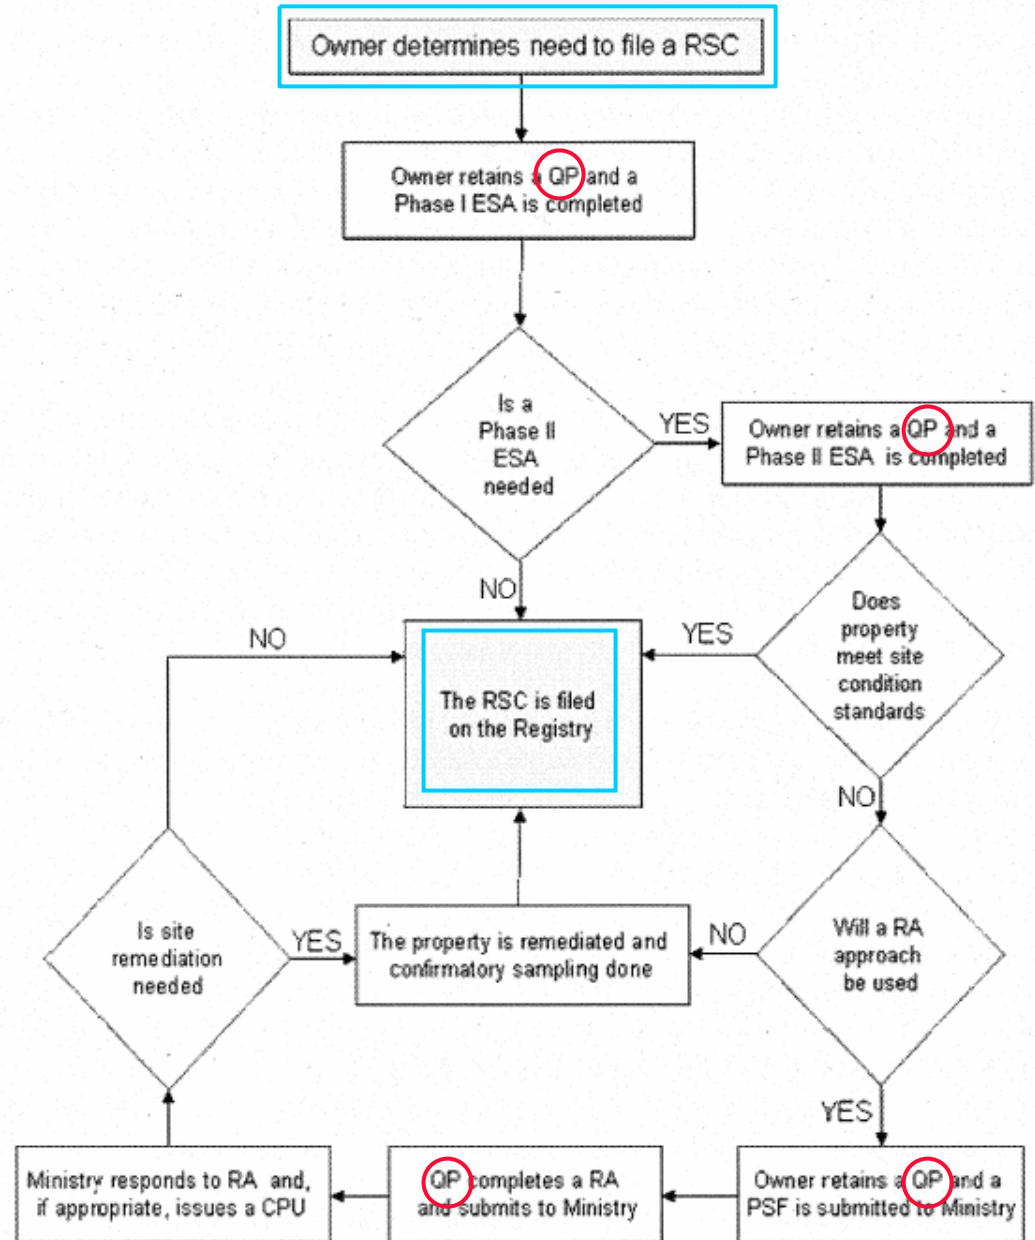 Owner determines need to file a RSC
Owner retains a QP and a
Phase I ESA is completed
Is a
Phase II
ESA
needed
YES
Owner retains a QP and a
Phase II ESA is completed
NO
Does
property
meet site
condition
standards
YES
NO
The RSC is filed
on the Registry
NO
Will a RA
approach
be used
NO
The property is remediated and
confirmatory sampling done
YES
Is site
remediation
needed
YES
Owner retains a QP and a
PSF is submitted to Ministry
QP completes a RA
and submits to Ministry
Ministry responds to RA and,
if appropriate, issues a CPU